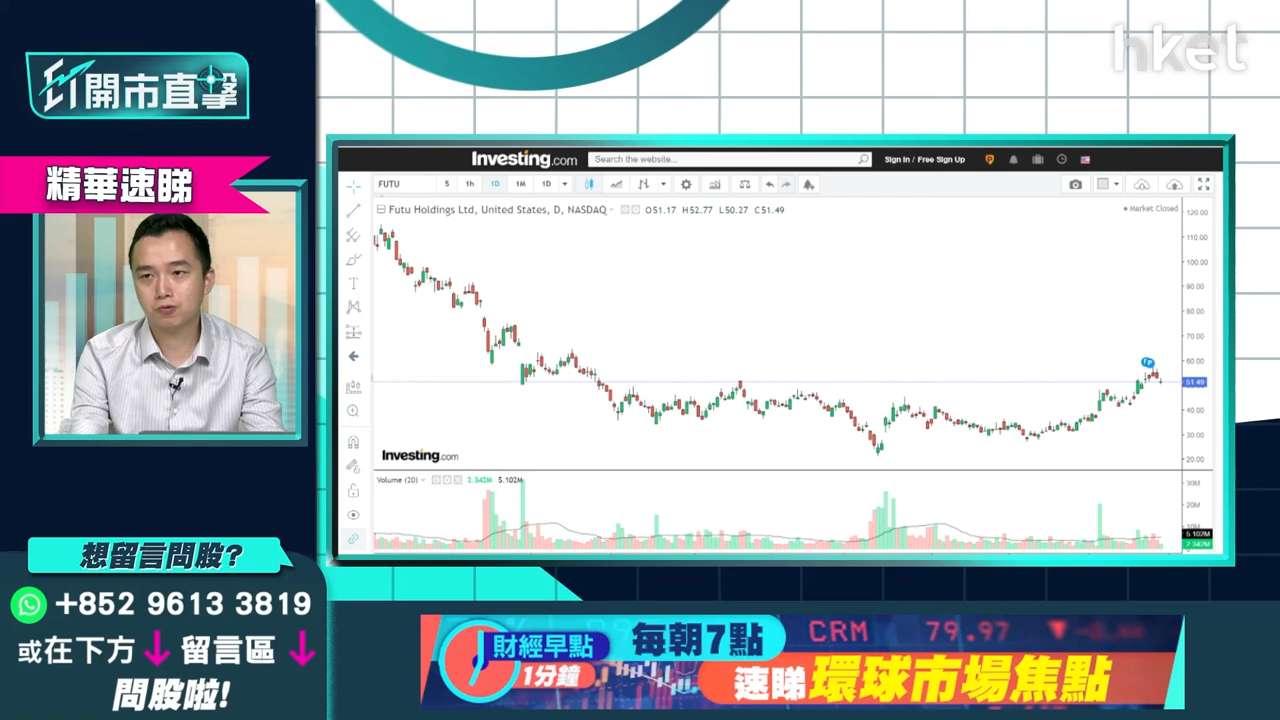 hket
ET開市直擊
精華速睇
Investing.com
Search the website...
Sign In / Free Sign Up
FUTU
5
1h
1D
1M
1D
Futu Holdings Ltd, United States, D, NASDAQ
O51.17 H52.77 L50.27 C51.49
Market Closed
120.00
110.00
100.00
90.00
80.00
70.00
60.00
51.49
40.00
30.00
20.00
Investing.com
Volume (20)
2.342M 5.102M
30M
20M
10M
5.102M
2.342M
想留言問股?
+852 9613 3819
或在下方
留言區
問股啦!
財經早點
1分鐘
每朝7點
速睇環球市場焦點
CRM 79.97